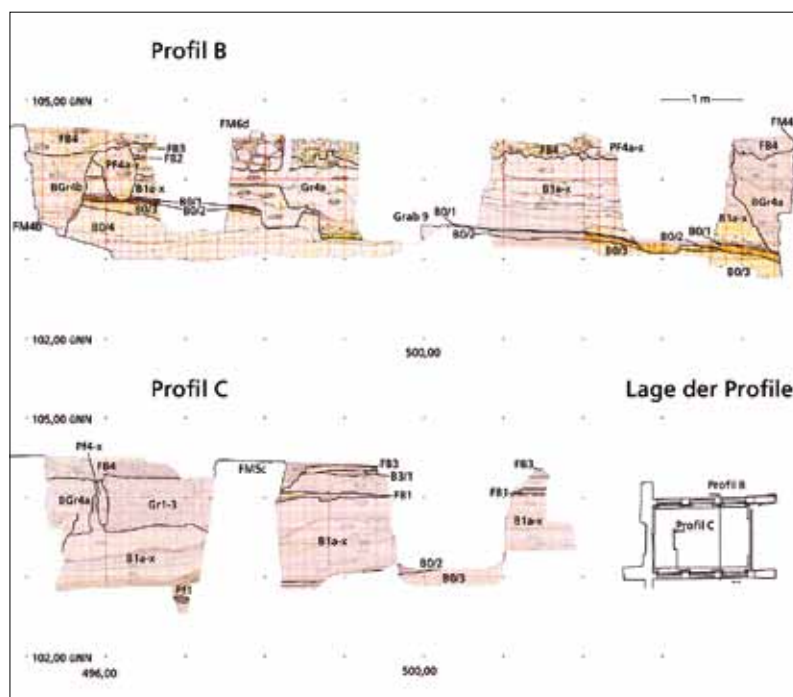 Profil B
105,00 üNN
1 m
FM6d
FM4
FB4
FB3
PF4a-x
FB2
FB4
PF4a-x
FB4
BGr4b
B1a-x
Gr4a
B1a-x
BGr4a
B0/1
B0/2
B0/3
Grab 9
B0/1
B1a-x
FM4b
B0/4
B0/2
B0/3
B0/2
B0/1
B0/3
102,00 üNN
500,00
Profil C
Lage der Profile
105,00 üNN
Pf4-x
FB4
FM5c
FB3
B3/1
FB1
FB3
FB1
BGr4a
Gr1-3
B1a-x
B1a-x
B1a-x
B0/2
B0/3
Pf1
Profil B
Profil C
102,00 üNN
496,00
500,00